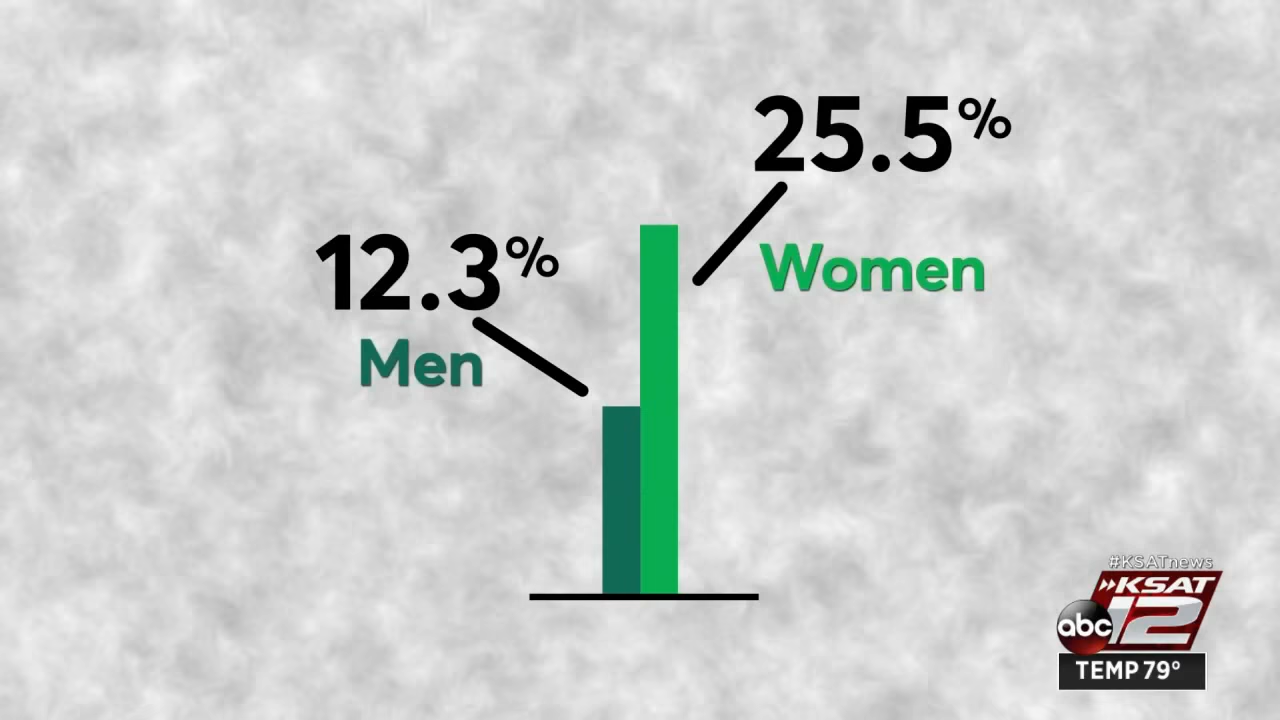 25.5%
Women
12.3%
Men
#KSATnews
KSAT
12
abc
TEMP 79°